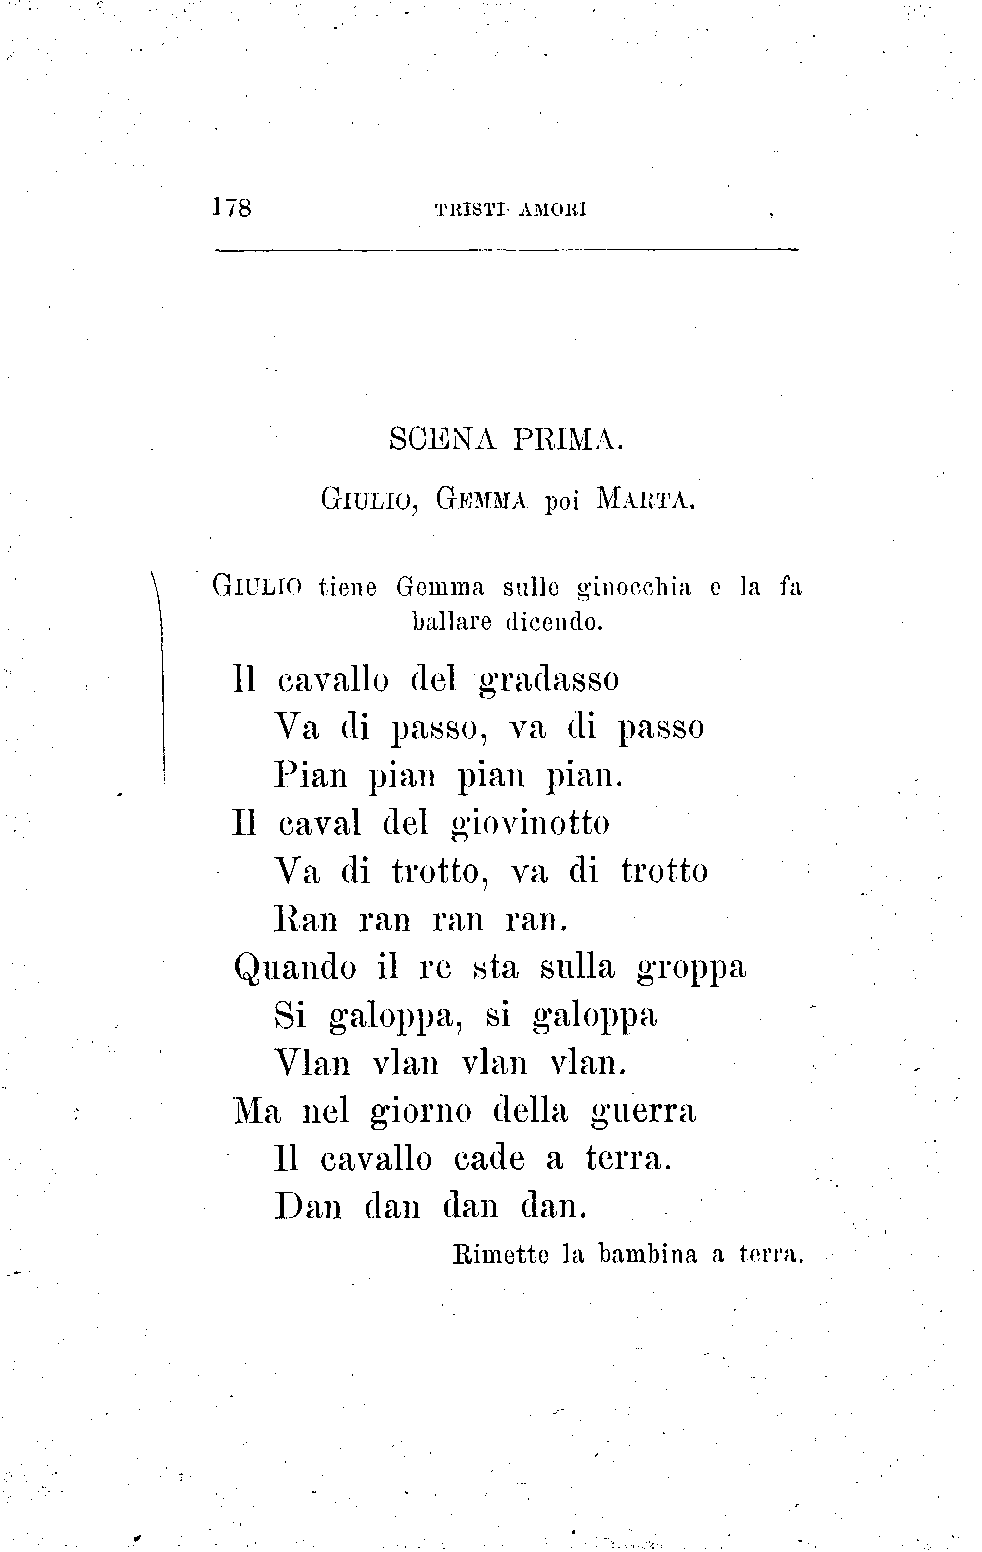 178 TRISTI AMORI
SCENA PRIMA.
GIULIO, GEMMA poi MARTA.
GIULIO tiene Gemma sulle ginocchia e la fa
ballare dicendo.
Il cavallo del gradasso
Va di passo, va di passo
Pian pian pian pian.
Il caval del giovinotto
Va di trotto, va di trotto
Ran ran ran ran.
Quando il re sta sulla groppa
Si galoppa, si galoppa
Vlan vlan vlan vlan.
Ma nel giorno della guerra
Il cavallo cade a terra.
Dan dan dan dan.
Rimette la bambina a terra.